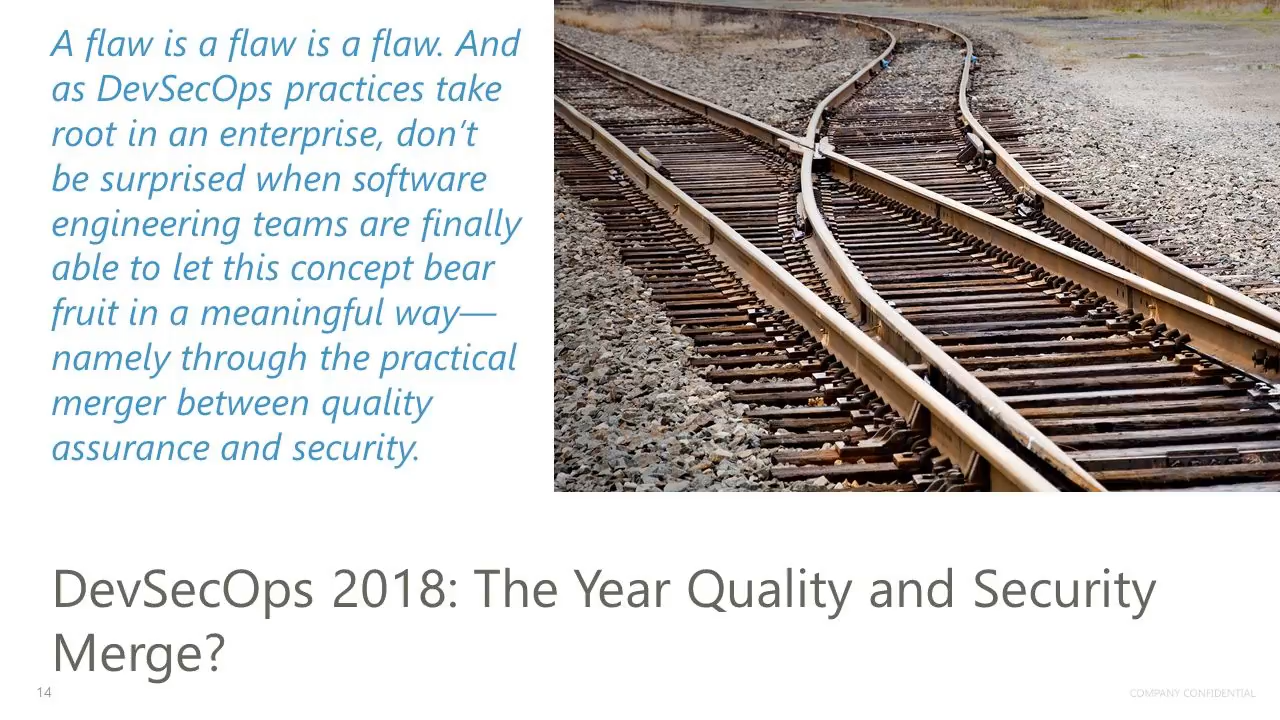 A flaw is a flaw is a flaw. And
as DevSecOps practices take
root in an enterprise, don’t
be surprised when software
engineering teams are finally
able to let this concept bear
fruit in a meaningful way—
namely through the practical
merger between quality
assurance and security.
DevSecOps 2018: The Year Quality and Security
Merge?
14
COMPANY CONFIDENTIAL